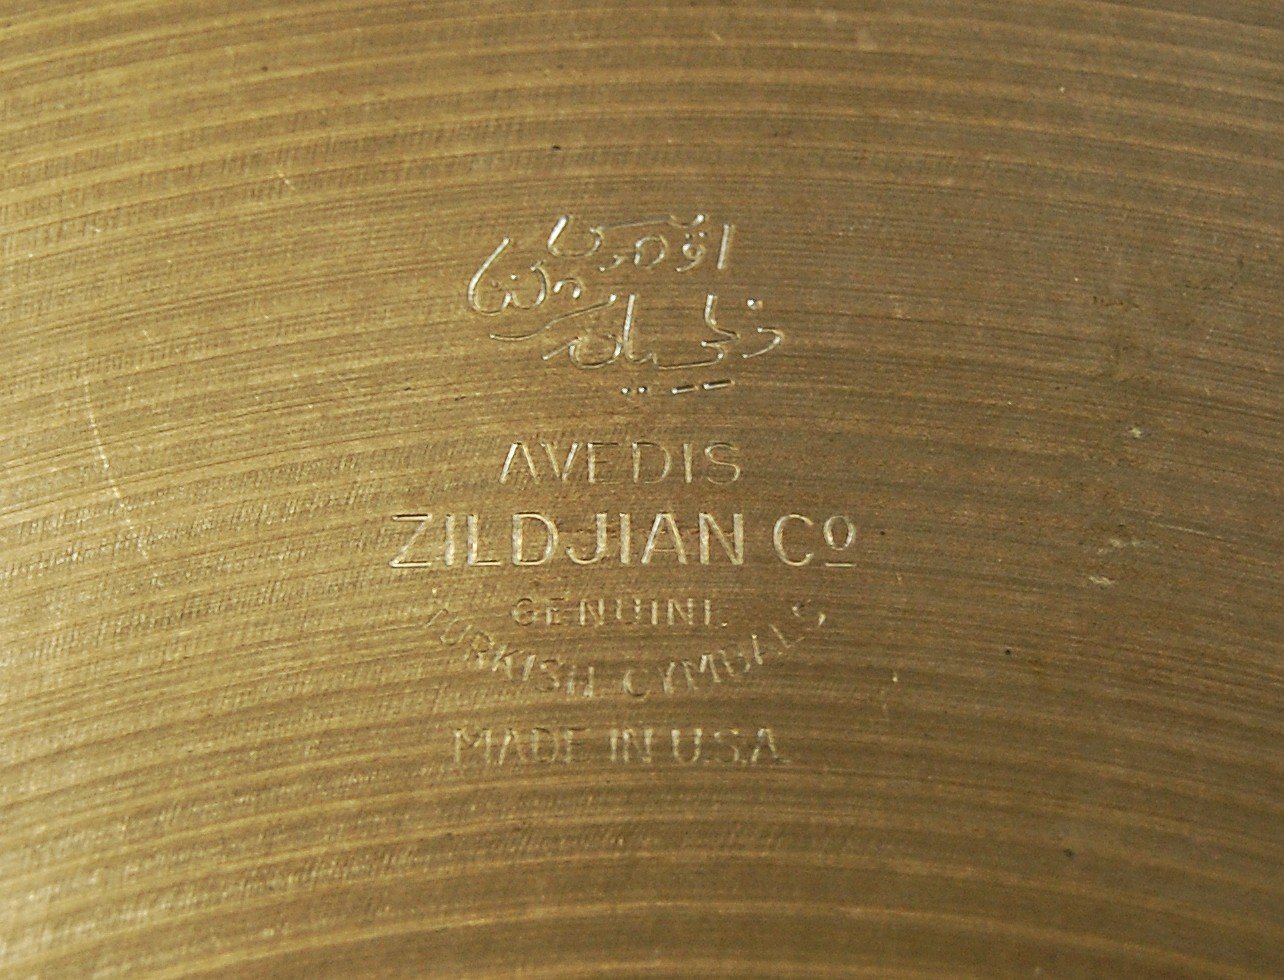 AVEDIS
ZILDJIAN Cº
GENUINE
TURKISH CYMBALS
MADE IN U.S.A.